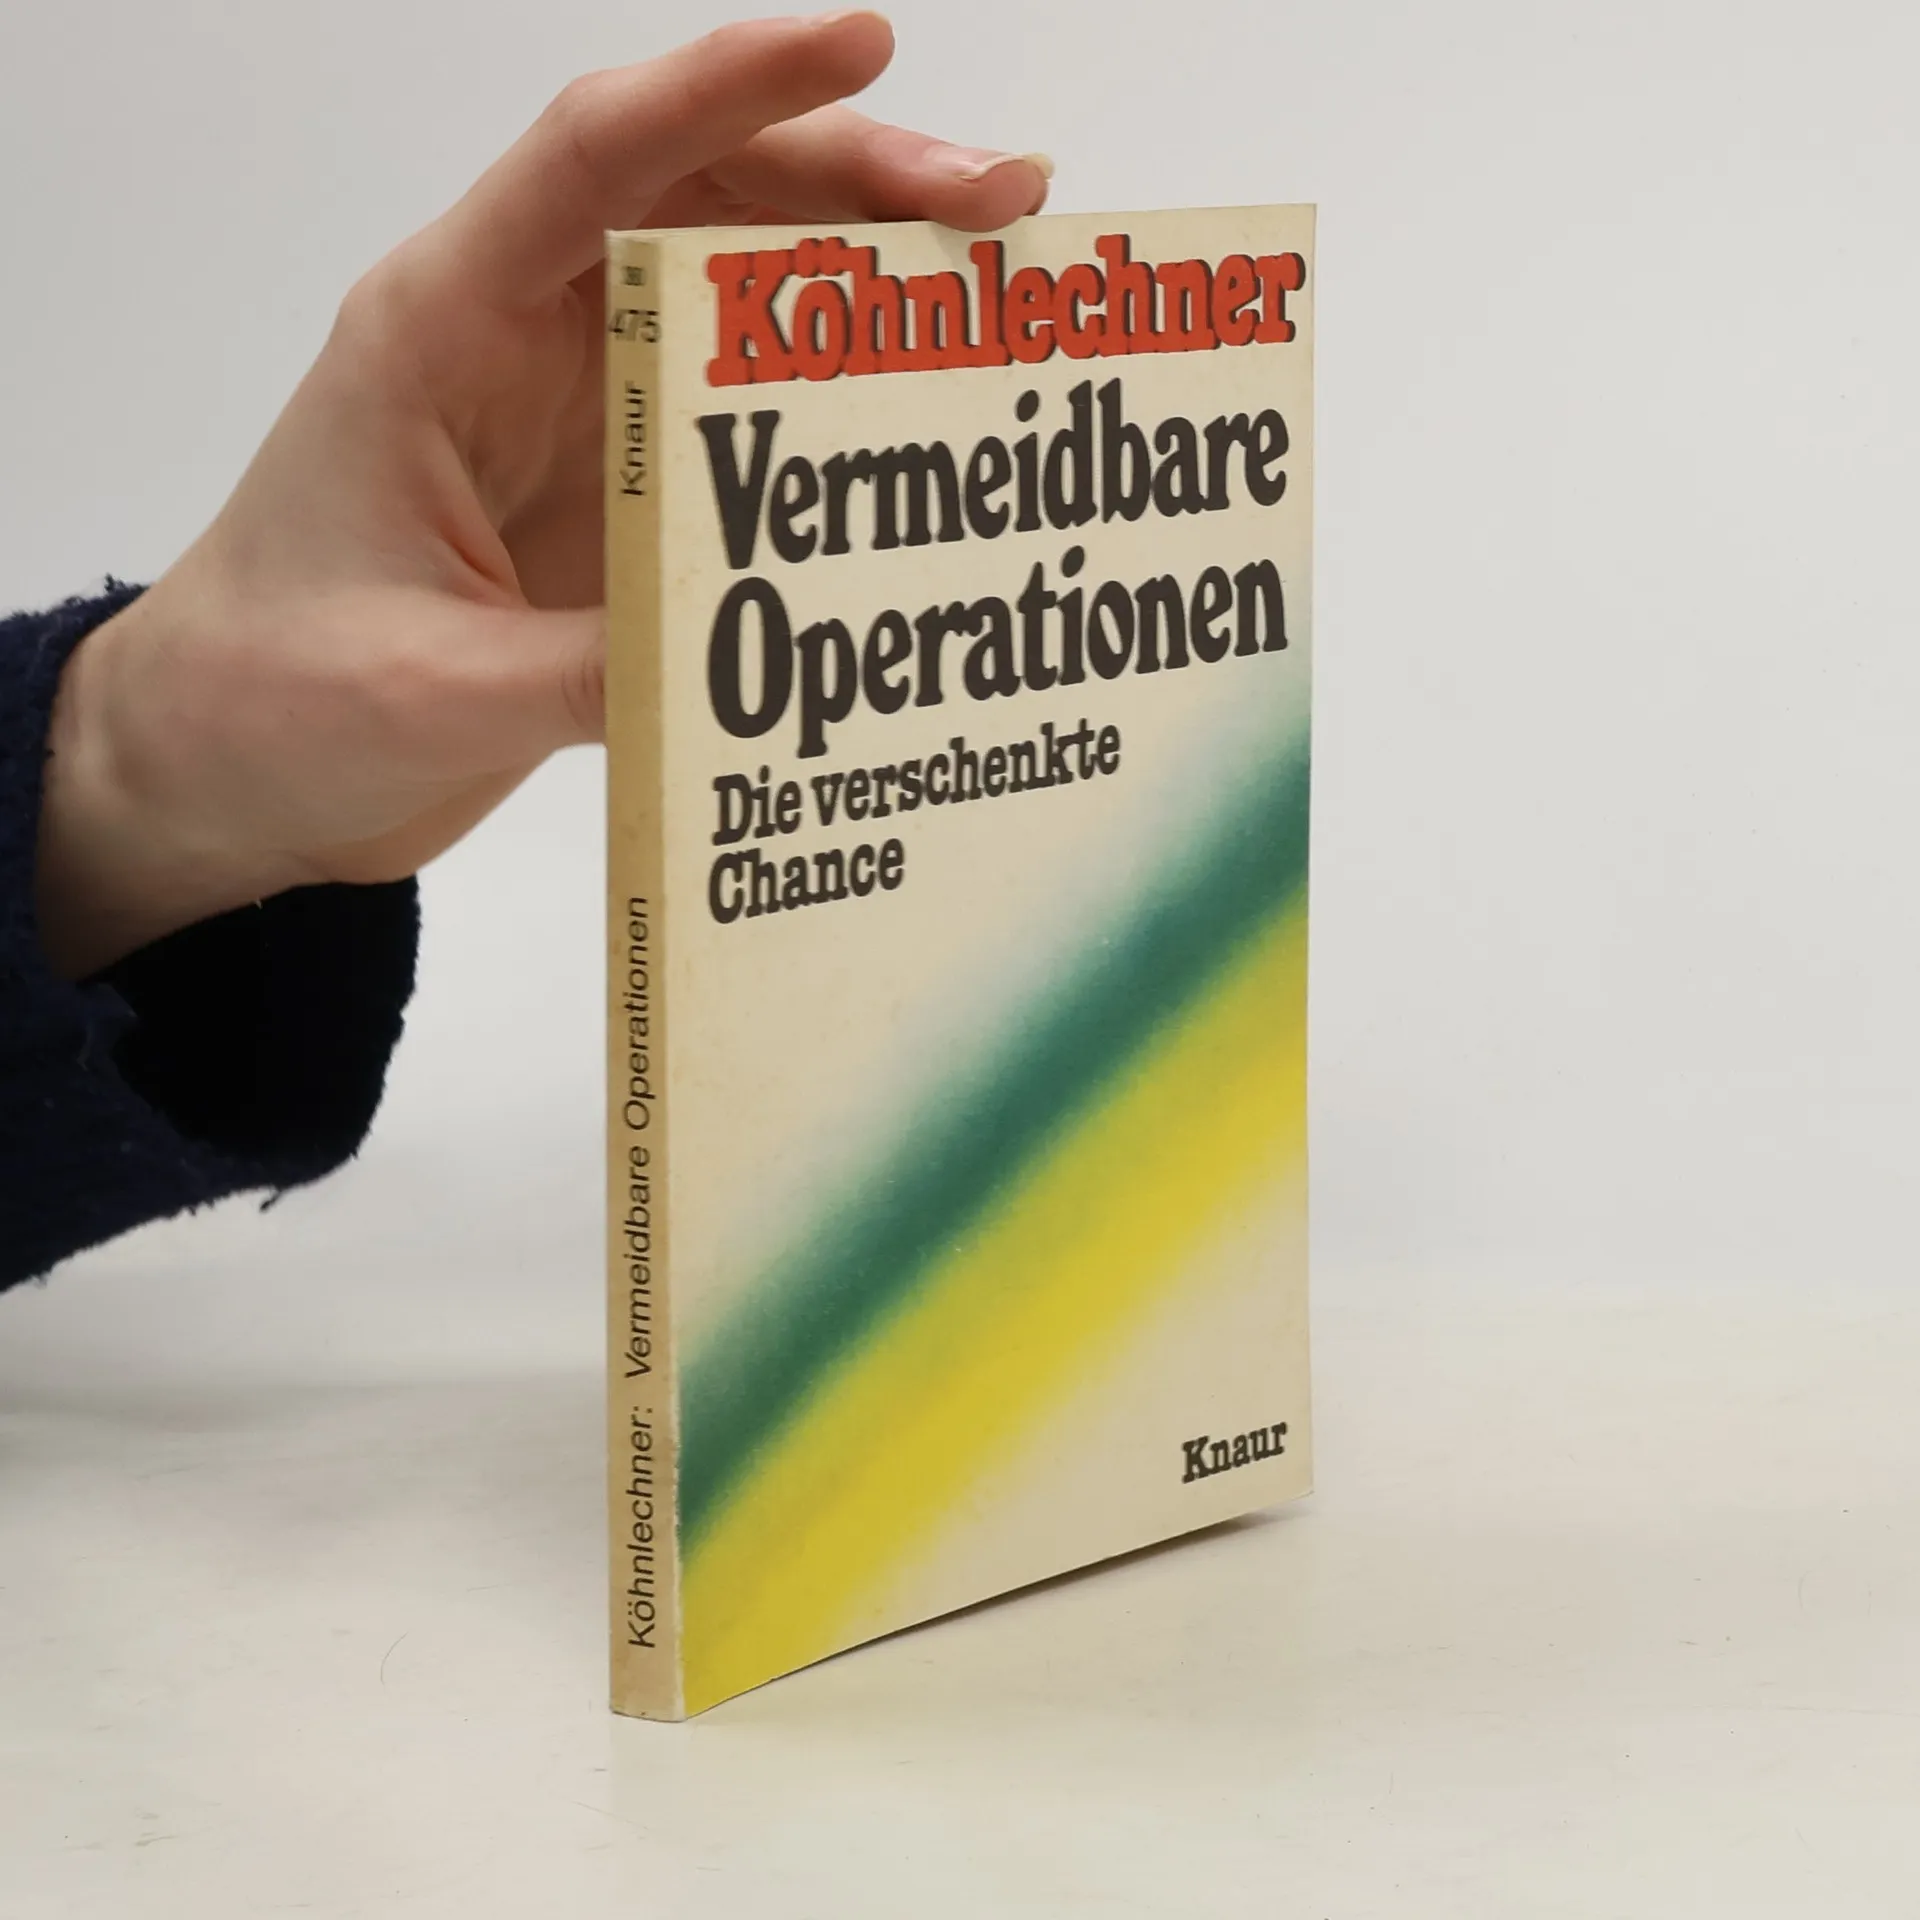 Köhnlechner
Vermeidbare
Operationen
Die verschenkte
Chance
Knaur
475
Knaur
Köhnlechner: Vermeidbare Operationen